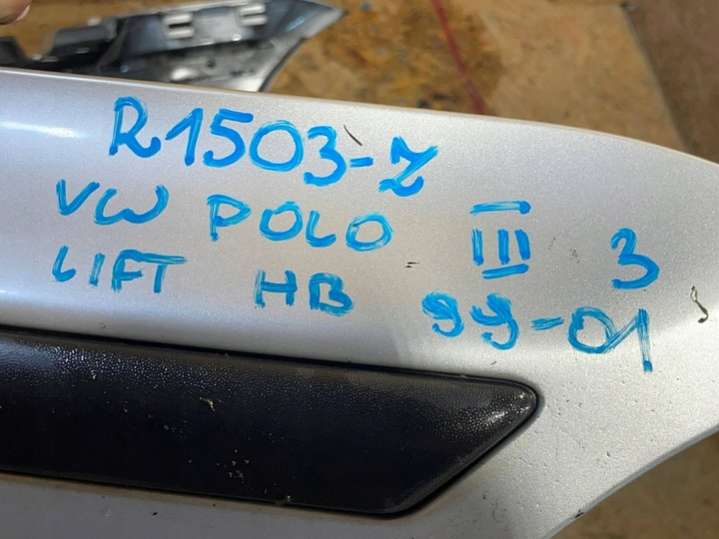 R1503-Z
VW POLO III 3
LIFT HB 99-01